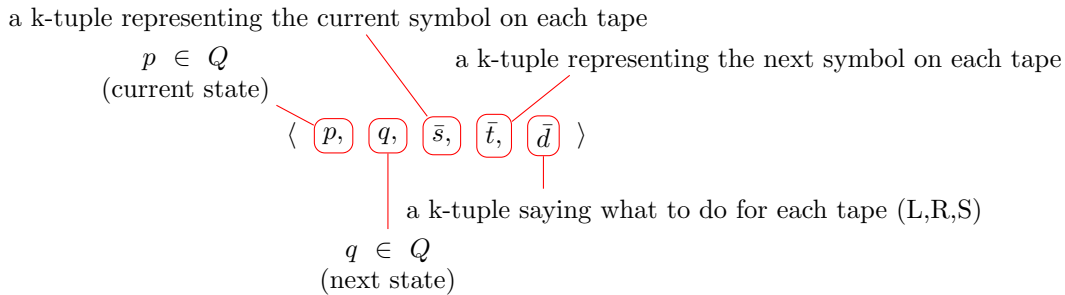 a k-tuple representing the current symbol on each tape
p ∈ Q
(current state)
a k-tuple representing the next symbol on each tape
⟨ p, q, s̄, t̄, d̄ ⟩
a k-tuple saying what to do for each tape (L,R,S)
q ∈ Q
(next state)